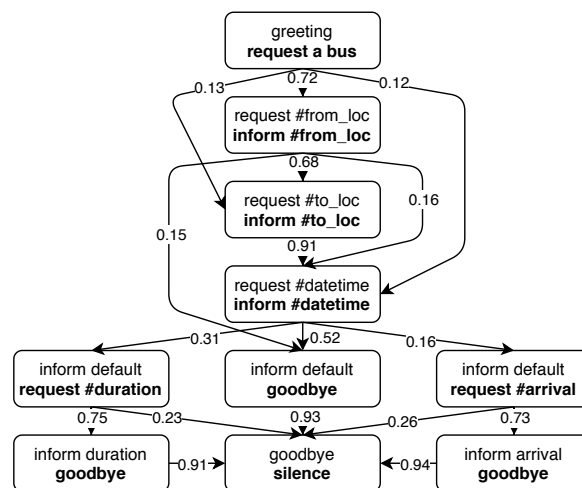 greeting
request a bus
0.13
0.72
0.12
request #from_loc
inform #from_loc
0.68
0.15
0.16
request #to_loc
inform #to_loc
0.91
request #datetime
inform #datetime
0.31
0.52
0.16
inform default
request #duration
inform default
goodbye
inform default
request #arrival
0.75
0.23
0.93
0.26
0.73
inform duration
goodbye
0.91
goodbye
silence
0.94
inform arrival
goodbye